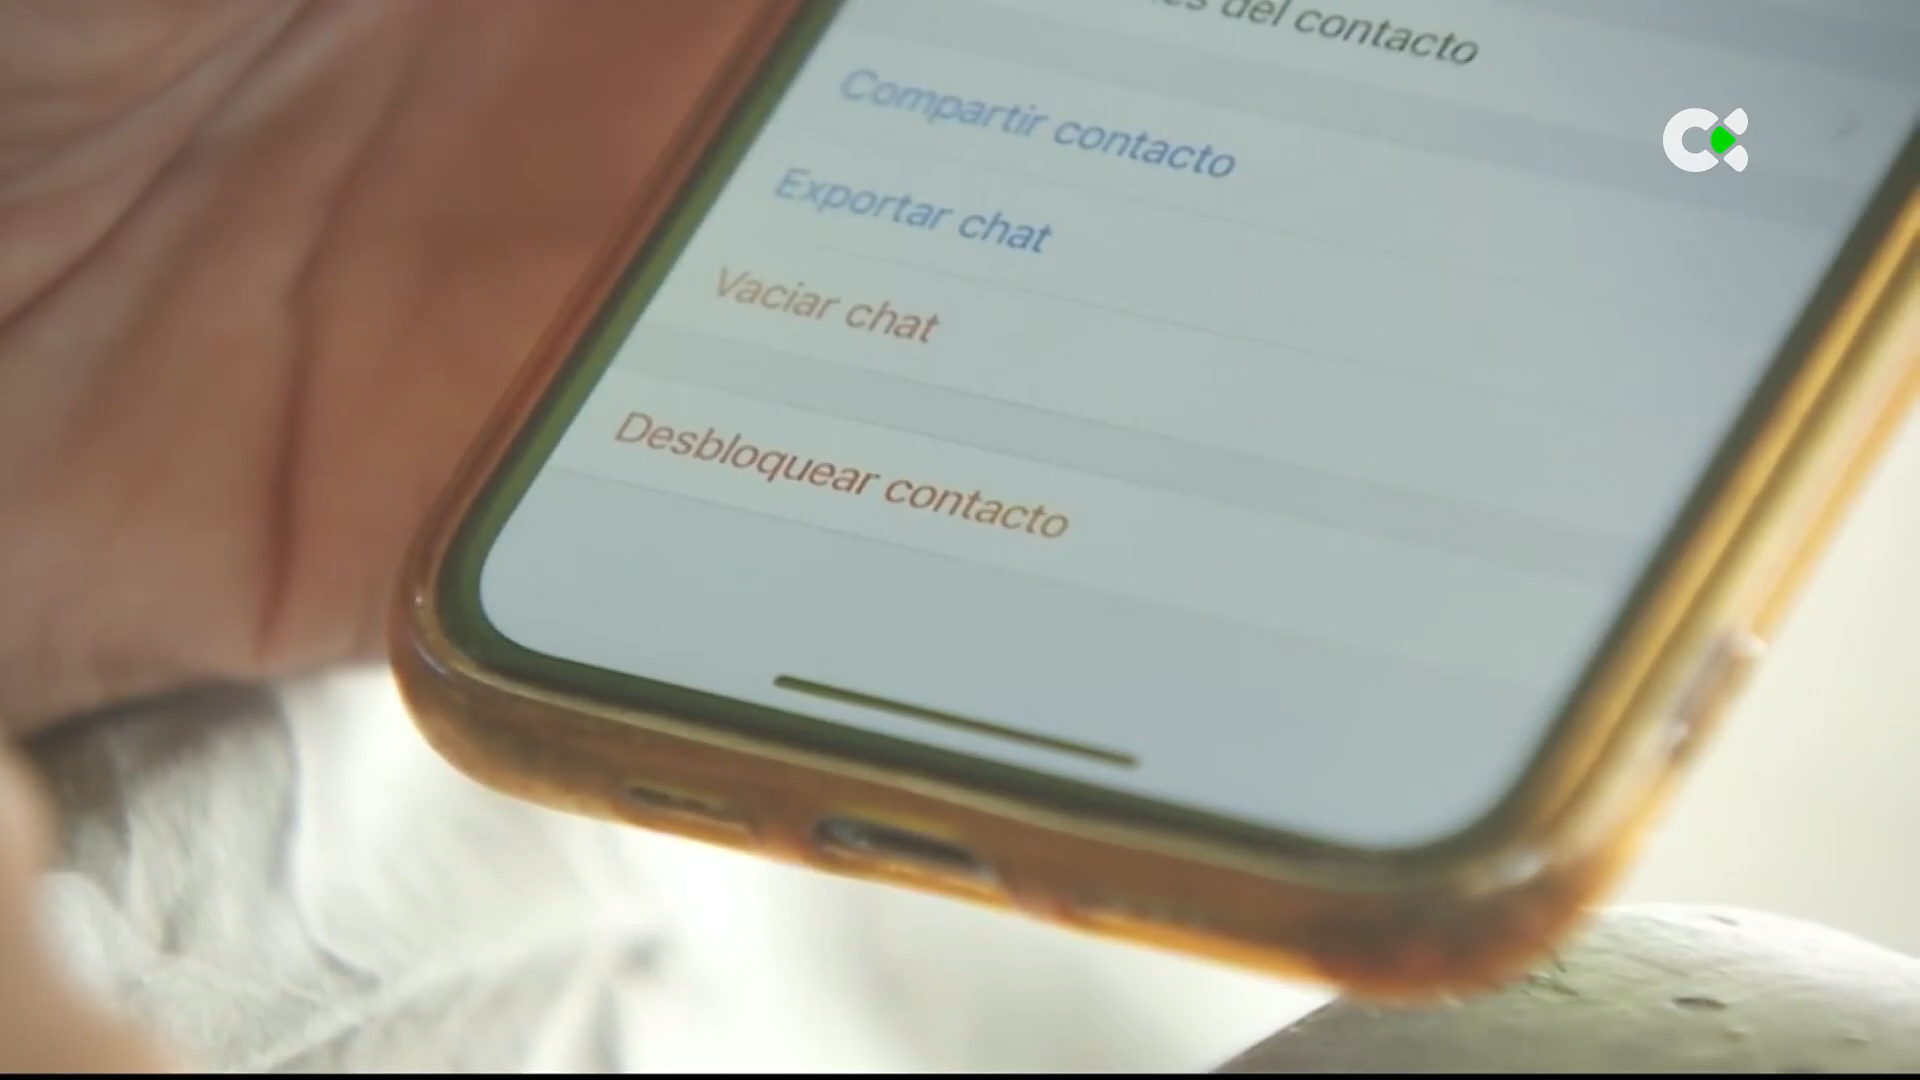 del contacto
Compartir contacto
Exportar chat
Vaciar chat
Desbloquear contacto